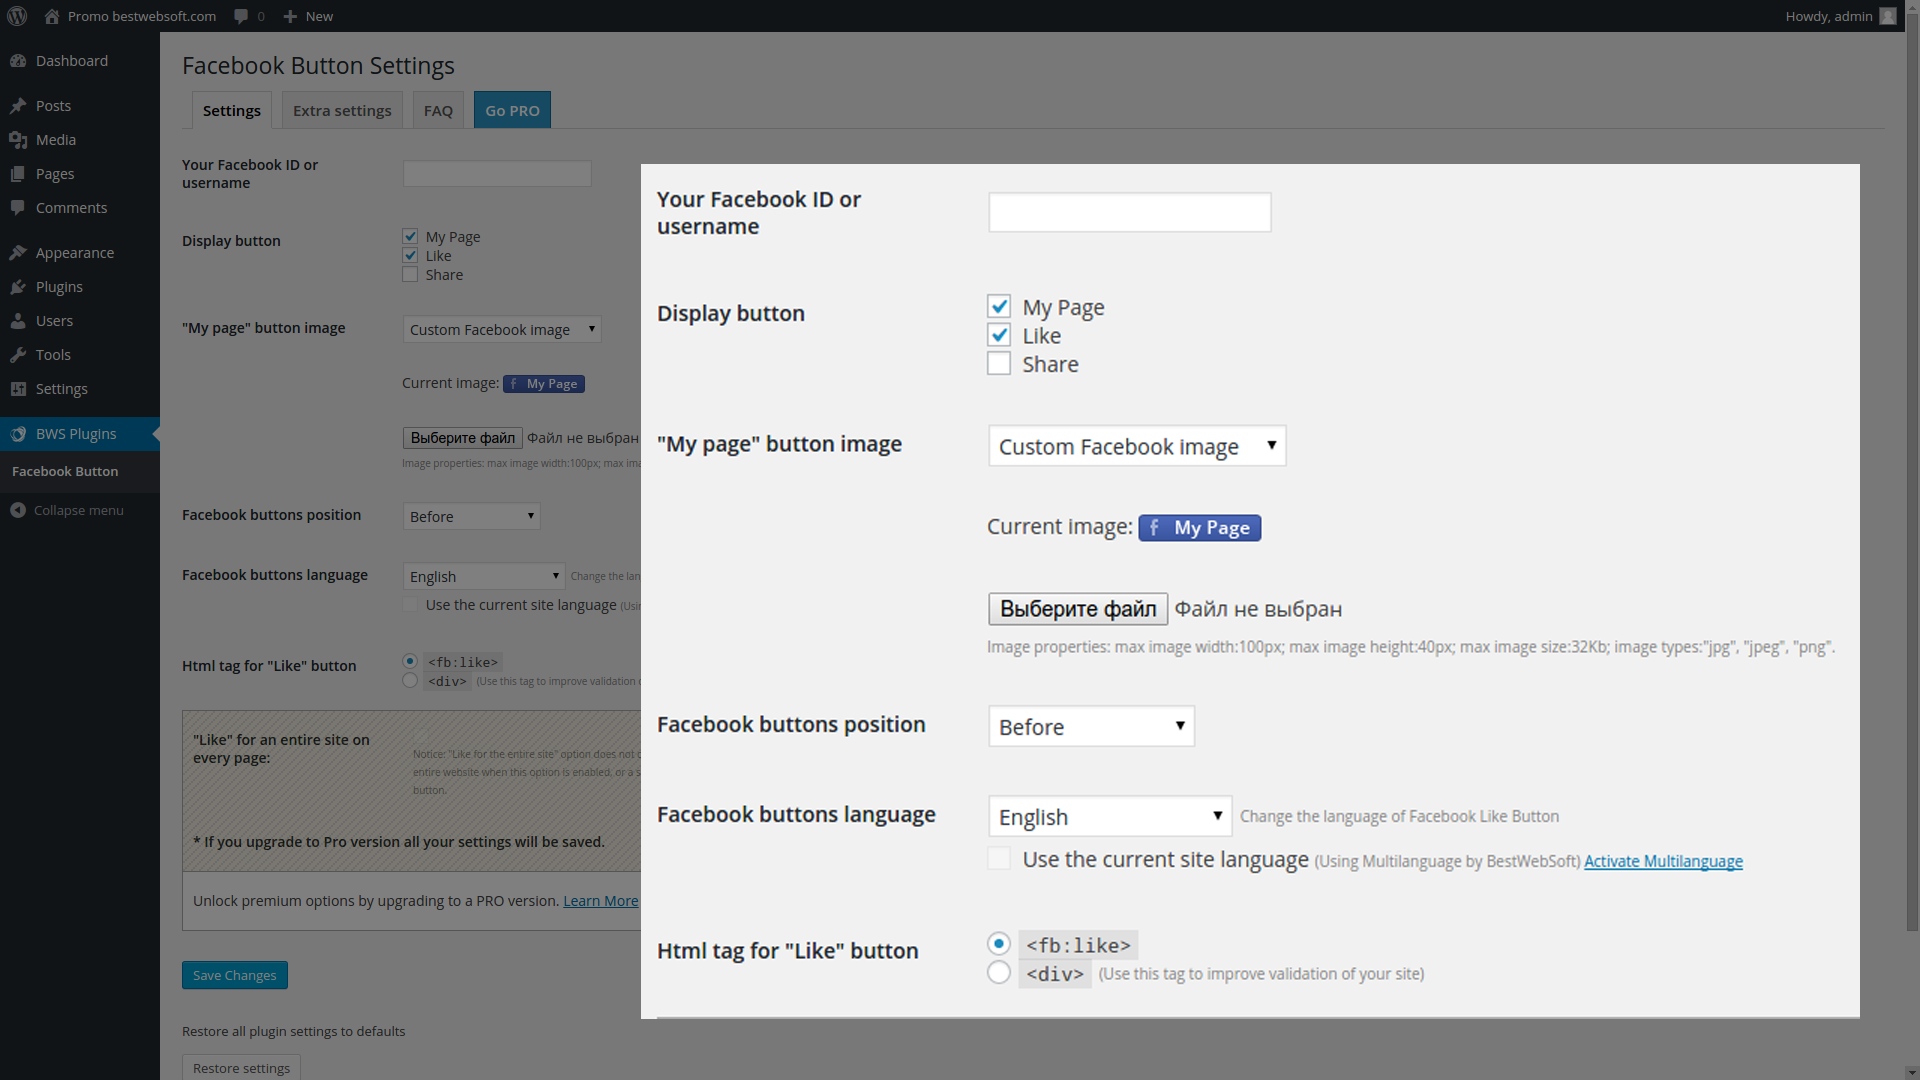 Promo bestwebsoft.com 0 New Howdy, admin
Dashboard
Posts
Media
Pages
Comments
Appearance
Plugins
Users
Tools
Settings
BWS Plugins
Facebook Button
Collapse menu
Facebook Button Settings
Settings Extra settings FAQ Go PRO
Your Facebook ID or
username
Display button
My Page
Like
Share
"My page" button image
Custom Facebook image
Current image: My Page
Выберите файл Файл не выбран
Image properties: max image width:100px; max
Facebook buttons position
Before
Facebook buttons language
English Change the
Use the current site language
Html tag for "Like" button
<fb:like>
<div> (Use this tag to improve validation
"Like" for an entire site on
every page:
Notice: "Like for the entire site" option does not
entire website when this option is enabled, or a
button.
* If you upgrade to Pro version all your settings will be saved.
Unlock premium options by upgrading to a PRO version. Learn More
Save Changes
Restore all plugin settings to defaults
Restore settings
Your Facebook ID or
username
Display button
My Page
Like
Share
"My page" button image
Custom Facebook image
Current image: My Page
Выберите файл Файл не выбран
Image properties: max image width:100px; max image height:40px; max image size:32Kb; image types:"jpg", "jpeg", "png".
Facebook buttons position
Before
Facebook buttons language
English Change the language of Facebook Like Button
Use the current site language (Using Multilanguage by BestWebSoft) Activate Multilanguage
Html tag for "Like" button
<fb:like>
<div> (Use this tag to improve validation of your site)